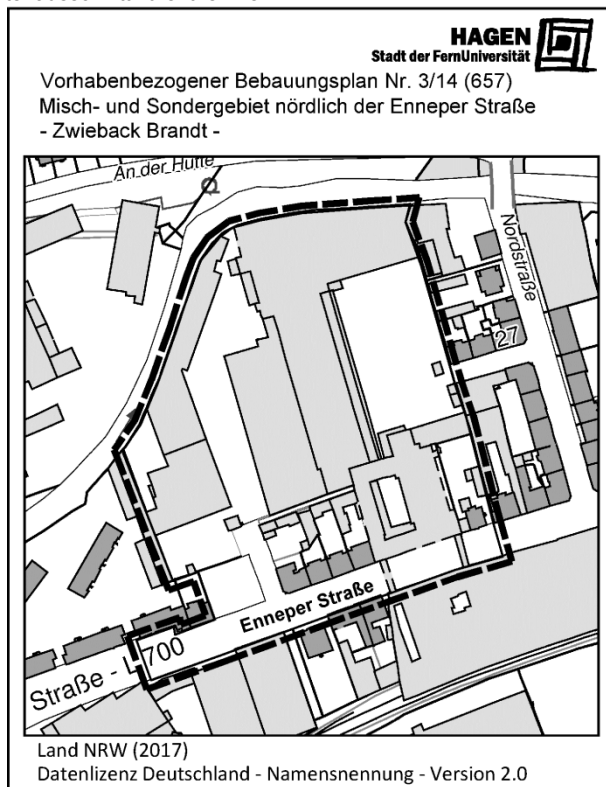 HAGEN
Stadt der FernUniversität
Vorhabenbezogener Bebauungsplan Nr. 3/14 (657)
Misch- und Sondergebiet nördlich der Enneper Straße
- Zwieback Brandt -
An der Hütte
Nordstraße
27
Enneper Straße
700
Straße -
Land NRW (2017)
Datenlizenz Deutschland - Namensnennung - Version 2.0